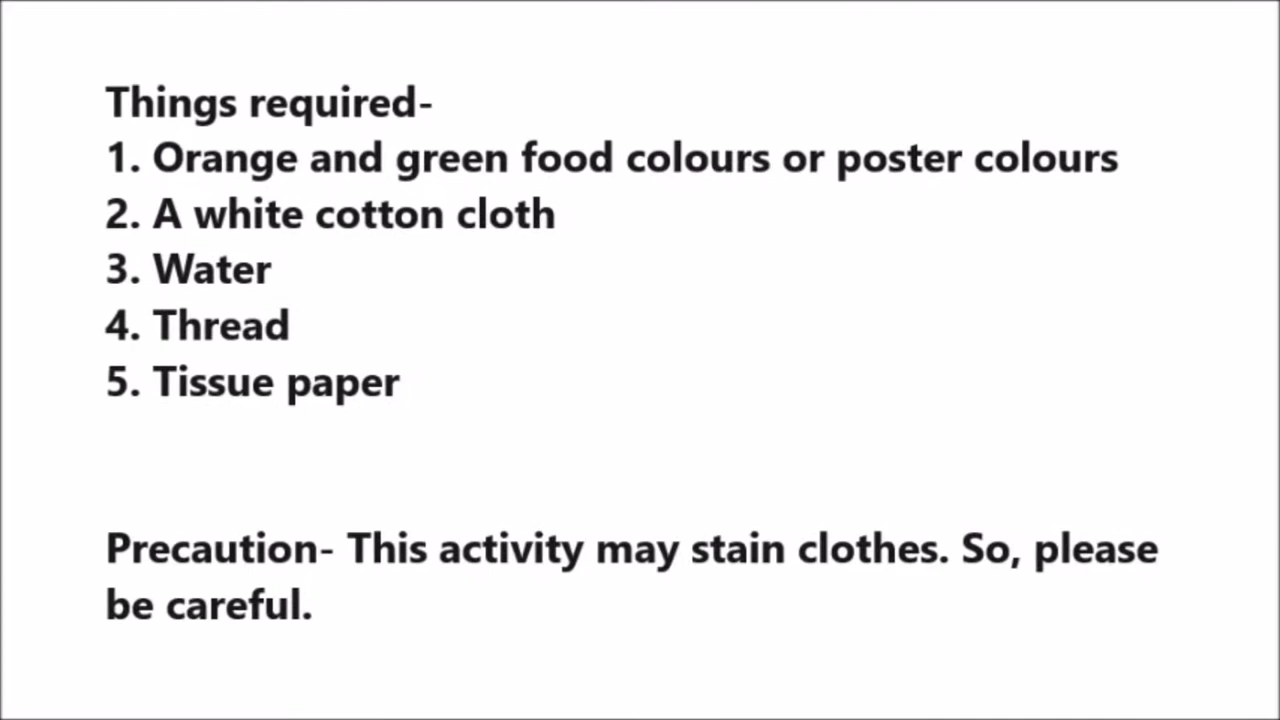 Things required-
1. Orange and green food colours or poster colours
2. A white cotton cloth
3. Water
4. Thread
5. Tissue paper
Precaution- This activity may stain clothes. So, please
be careful.